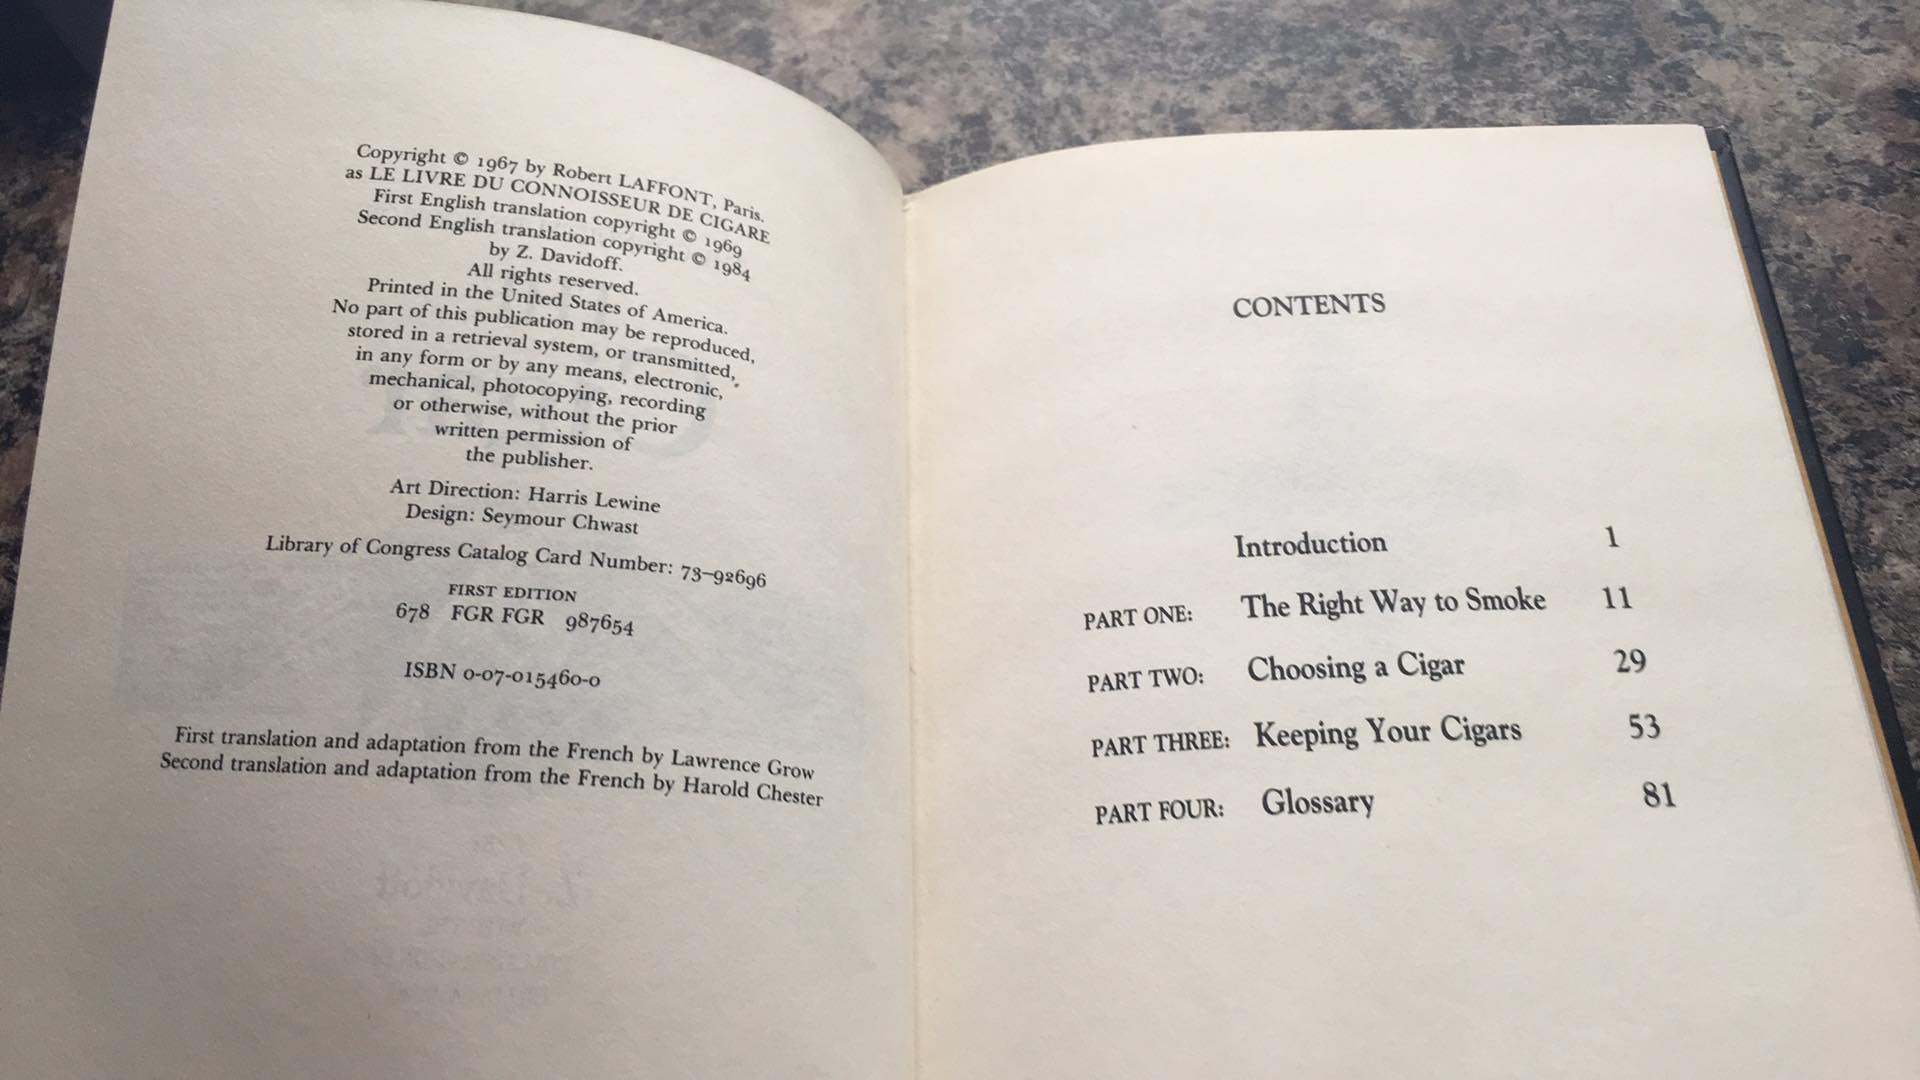 Copyright © 1967 by Robert LAFFONT, Paris.
as LE LIVRE DU CONNOISSEUR DE CIGARE
First English translation copyright © 1969
Second English translation copyright © 1984
by Z. Davidoff.
All rights reserved.
Printed in the United States of America.
No part of this publication may be reproduced,
stored in a retrieval system, or transmitted,
in any form or by any means, electronic,
mechanical, photocopying, recording
or otherwise, without the prior
written permission of
the publisher.
Art Direction: Harris Lewine
Design: Seymour Chwast
Library of Congress Catalog Card Number: 73–92696
FIRST EDITION
678 FGR FGR 987654
ISBN 0-07-015460-0
First translation and adaptation from the French by Lawrence Grow
Second translation and adaptation from the French by Harold Chester
CONTENTS
Introduction 1
PART ONE: The Right Way to Smoke 11
PART TWO: Choosing a Cigar 29
PART THREE: Keeping Your Cigars 53
PART FOUR: Glossary 81